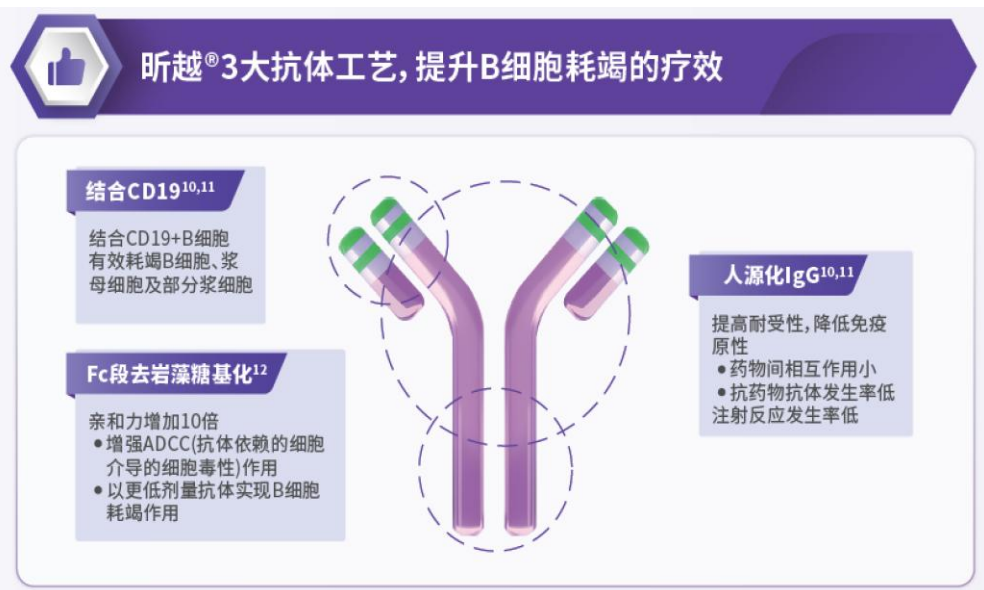 昕越®3大抗体工艺，提升B细胞耗竭的疗效
结合CD1910,11
结合CD19+B细胞
有效耗竭B细胞、浆
母细胞及部分浆细胞
Fc段去岩藻糖基化12
亲和力增加10倍
•增强ADCC(抗体依赖的细胞
介导的细胞毒性)作用
•以更低剂量抗体实现B细胞
耗竭作用
人源化IgG10,11
提高耐受性，降低免疫
原性
•药物间相互作用小
•抗药物抗体发生率低
注射反应发生率低